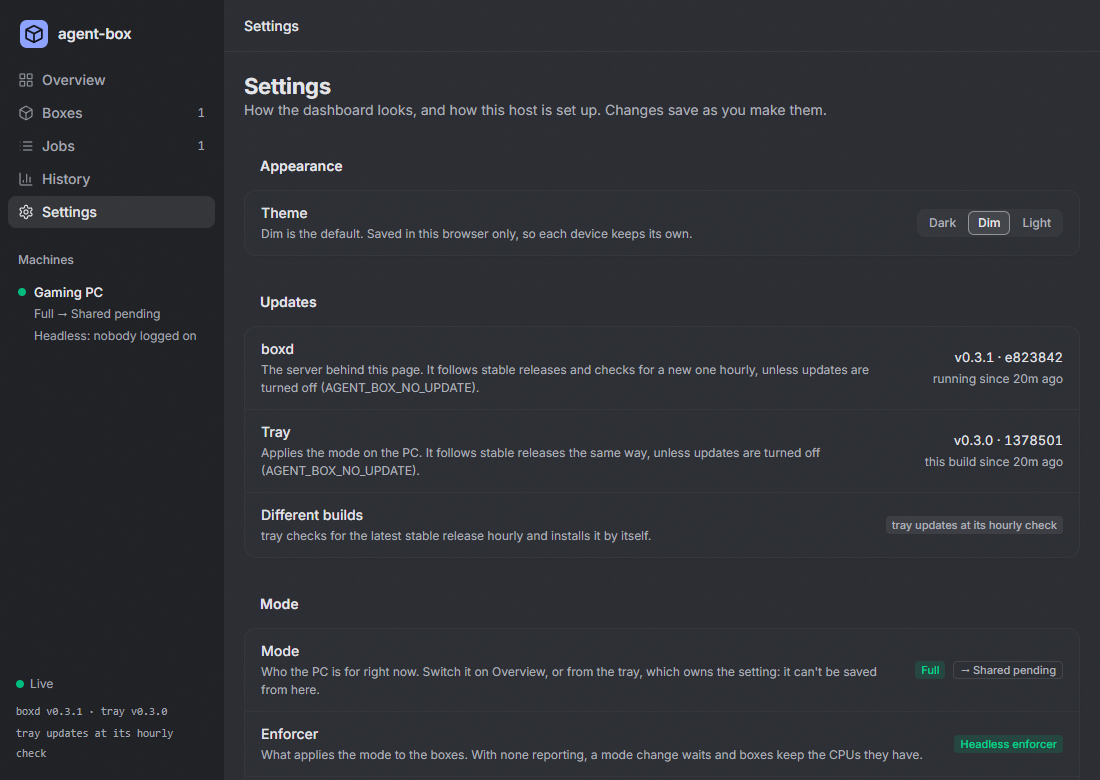 agent-box
Overview
Boxes 1
Jobs 1
History
Settings
Machines
Gaming PC
Full → Shared pending
Headless: nobody logged on
Live
boxd v0.3.1 · tray v0.3.0
tray updates at its hourly
check
Settings
Settings
How the dashboard looks, and how this host is set up. Changes save as you make them.
Appearance
Theme
Dim is the default. Saved in this browser only, so each device keeps its own.
Dark Dim Light
Updates
boxd
The server behind this page. It follows stable releases and checks for a new one hourly, unless updates are
turned off (AGENT_BOX_NO_UPDATE).
v0.3.1 · e823842
running since 20m ago
Tray
Applies the mode on the PC. It follows stable releases the same way, unless updates are turned off
(AGENT_BOX_NO_UPDATE).
v0.3.0 · 1378501
this build since 20m ago
Different builds
tray checks for the latest stable release hourly and installs it by itself.
tray updates at its hourly check
Mode
Mode
Who the PC is for right now. Switch it on Overview, or from the tray, which owns the setting: it can't be saved
from here.
Full → Shared pending
Enforcer
What applies the mode to the boxes. With none reporting, a mode change waits and boxes keep the CPUs they have.
Headless enforcer